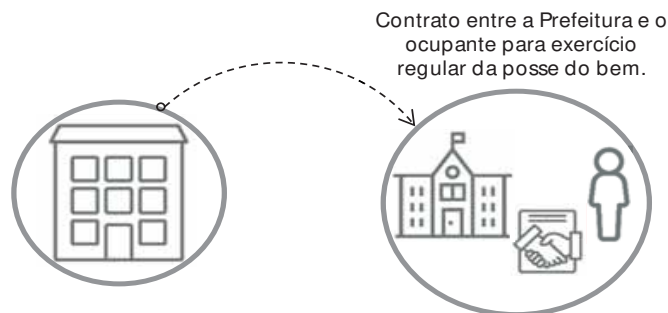 Contrato entre a Prefeitura e o
ocupante para exercício
regular da posse do bem.